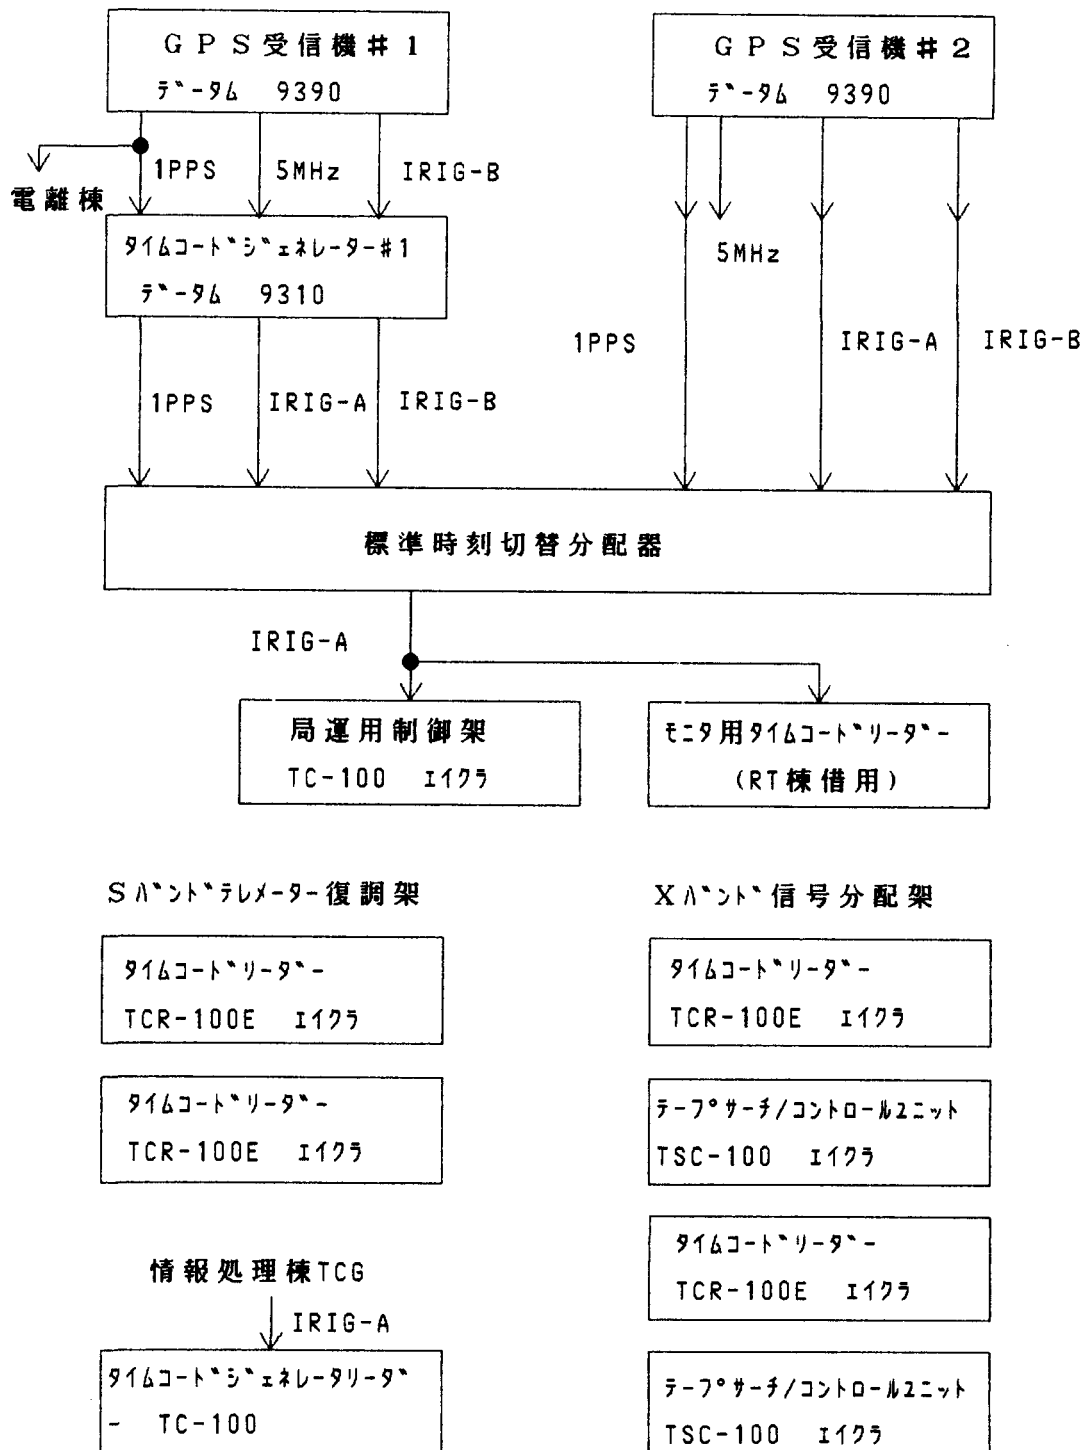 GPS受信機#1
データム 9390
GPS受信機#2
データム 9390
1PPS
5MHz
IRIG-B
電離棟
タイムコードジェネレーター#1
データム 9310
5MHz
1PPS
IRIG-A
IRIG-B
1PPS
IRIG-A
IRIG-B
標準時刻切替分配器
IRIG-A
局運用制御架
TC-100 エイクラ
モニタ用タイムコードリーダー
(RT棟借用)
Sバンドテレメーター復調架
タイムコードリーダー
TCR-100E エイクラ
タイムコードリーダー
TCR-100E エイクラ
情報処理棟TCG
IRIG-A
タイムコードジェネレータリーダ
- TC-100
Xバンド信号分配架
タイムコードリーダー
TCR-100E エイクラ
テープサーチ/コントロールユニット
TSC-100 エイクラ
タイムコードリーダー
TCR-100E エイクラ
テープサーチ/コントロールユニット
TSC-100 エイクラ